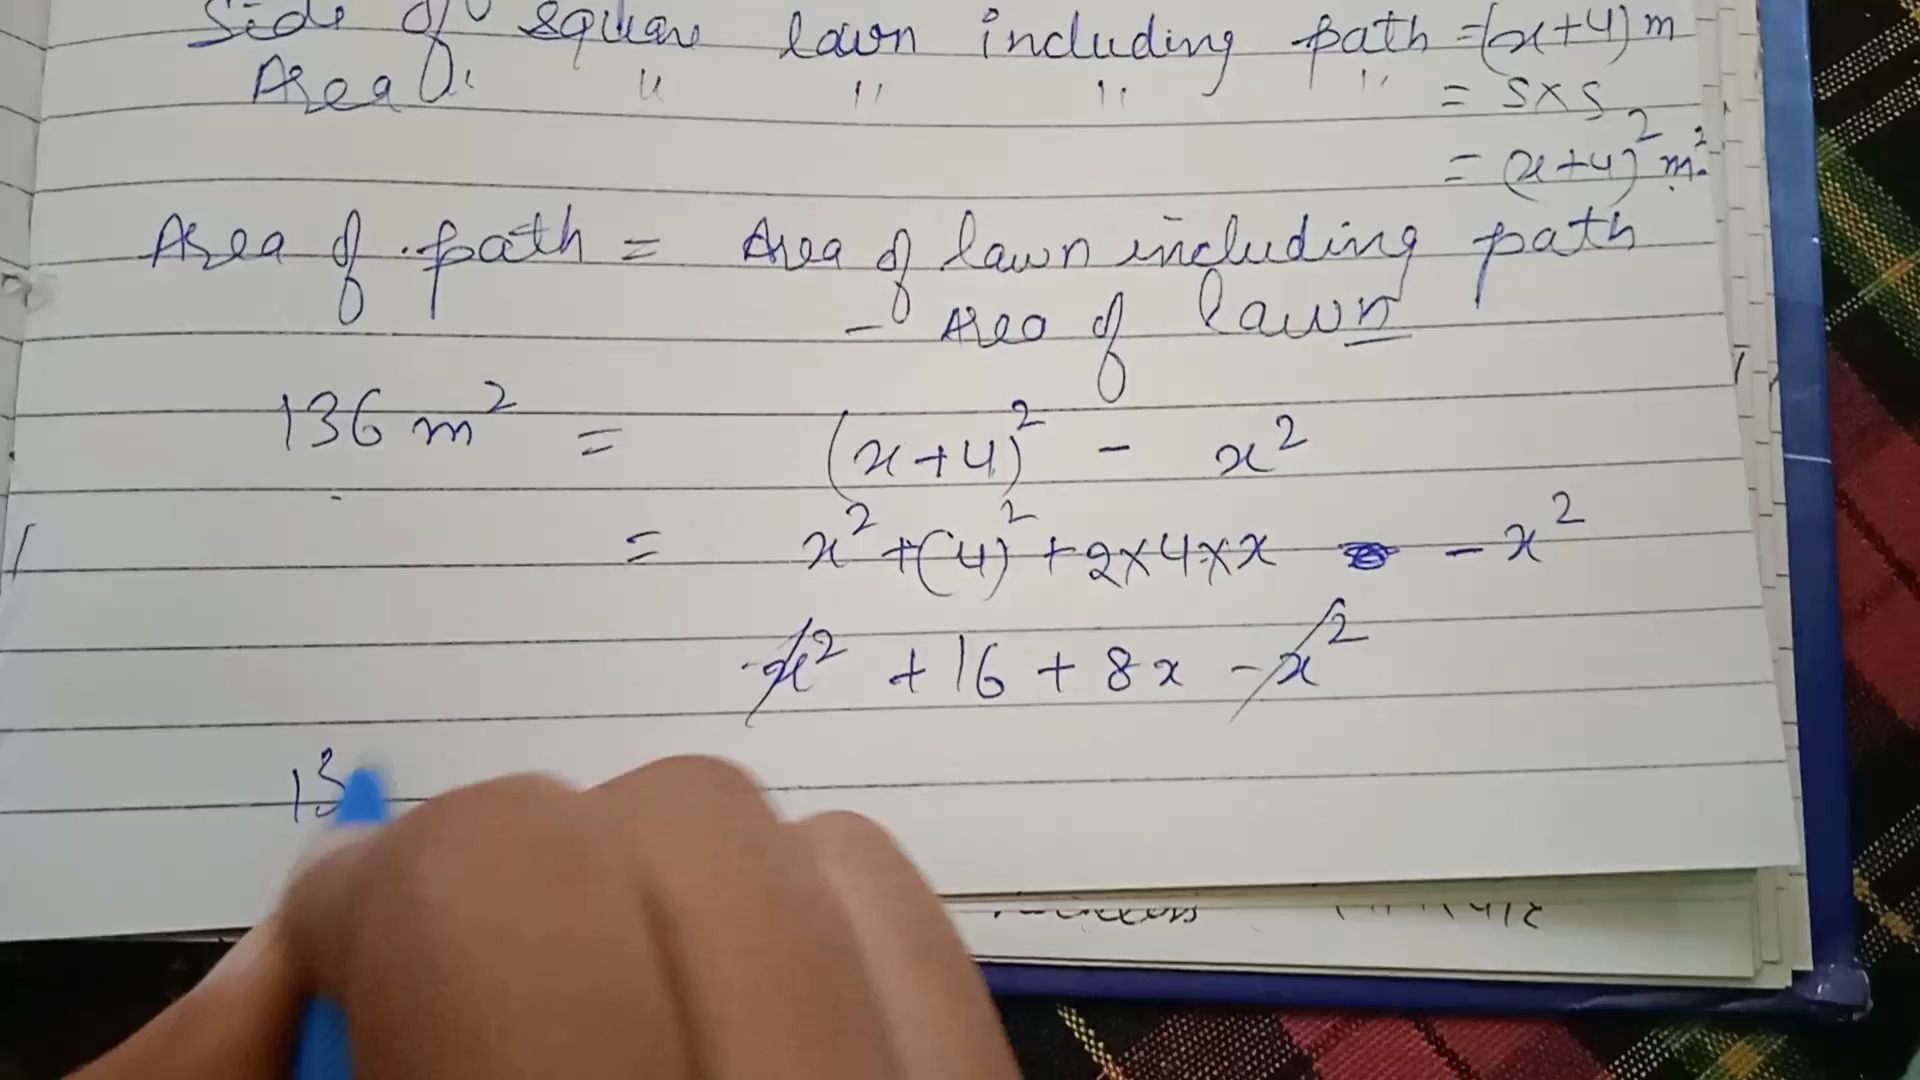 Side of square lawn including path = (x+4) m
Area O. " " " " = S×S
= (x+4)² m².
Area of path = Area of lawn including path
- Area of lawn
136 m² = (x+4)² - x²
= x² + (4)² + 2×4×x - x²
x² + 16 + 8x - x²
13